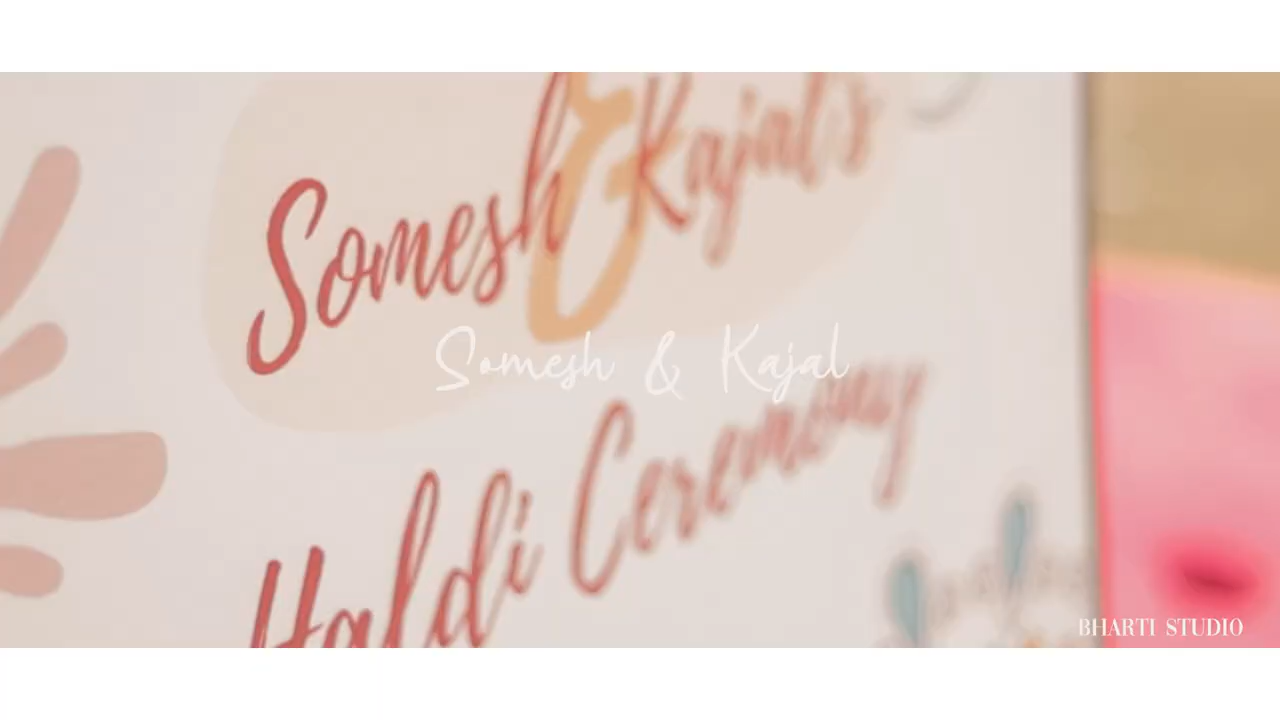 Somesh & Kajal's
Somesh & Kajal
Haldi Ceremony
BHARTI STUDIO